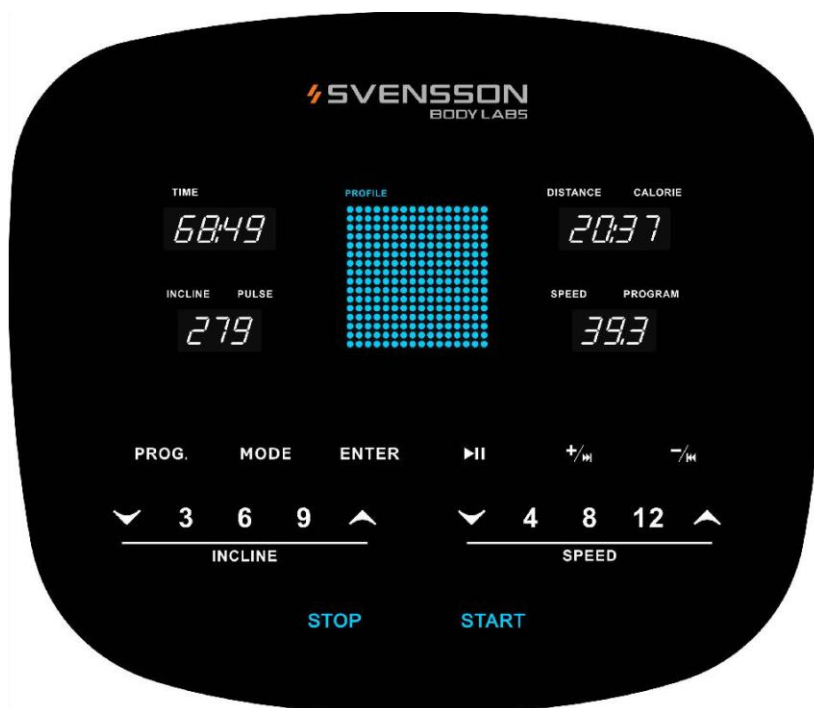 SVENSSON
BODY LABS
TIME
PROFILE
DISTANCE CALORIE
68:49
20:37
INCLINE PULSE
SPEED PROGRAM
279
39.3
PROG. MODE ENTER +/ -/
3 6 9
4 8 12
INCLINE
SPEED
STOP START